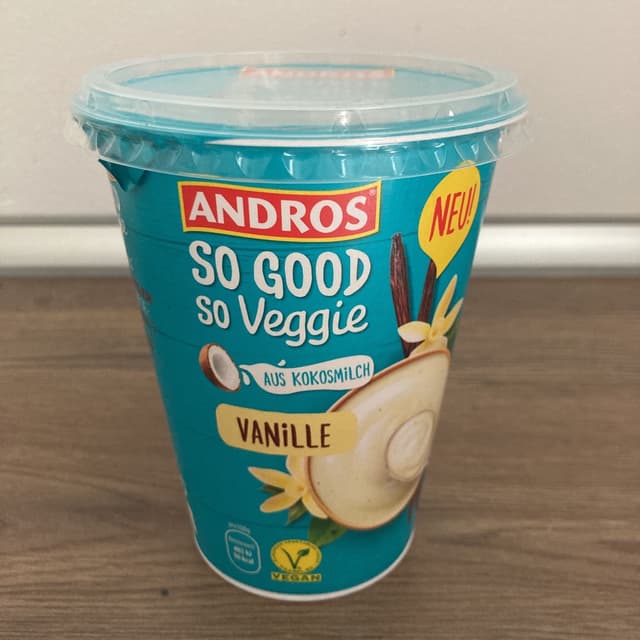 ANDROS®
NEU!
SO GOOD
SO Veggie
AUS KOKOSMILCH
VANiLLE
VEGAN